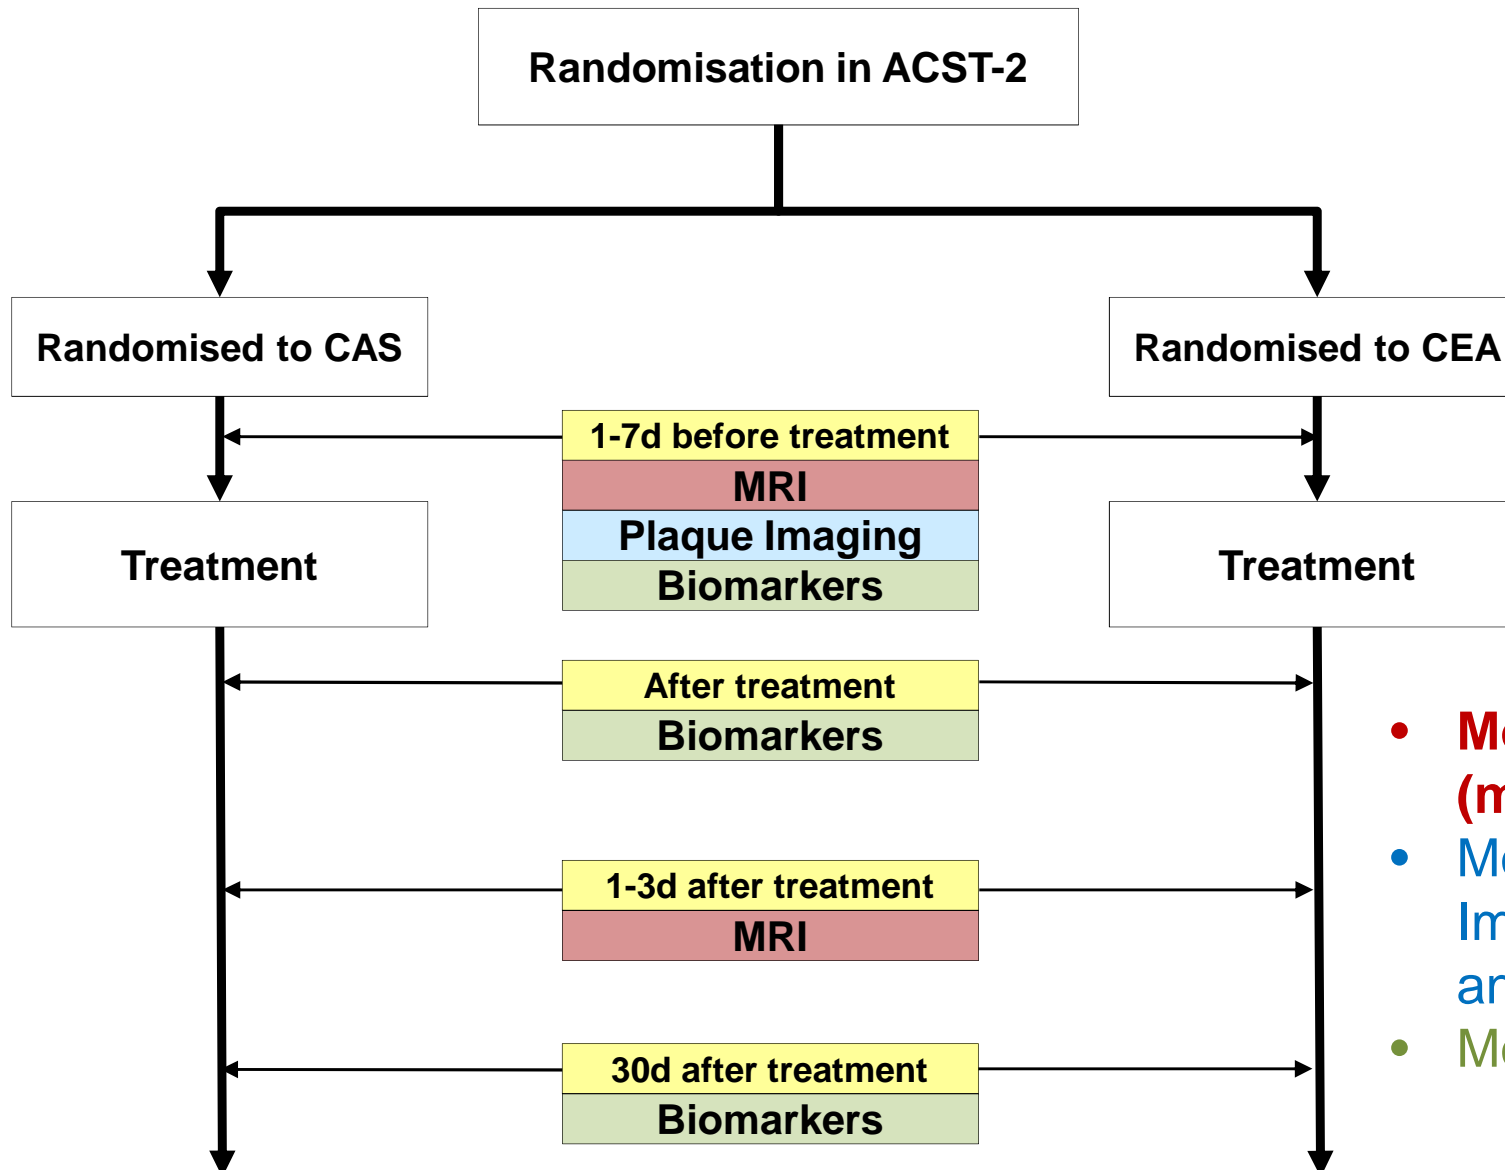 Randomisation in ACST-2
Randomised to CAS
Randomised to CEA
1-7d before treatment
MRI
Plaque Imaging
Biomarkers
Treatment
Treatment
After treatment
Biomarkers
1-3d after treatment
MRI
30d after treatment
Biomarkers